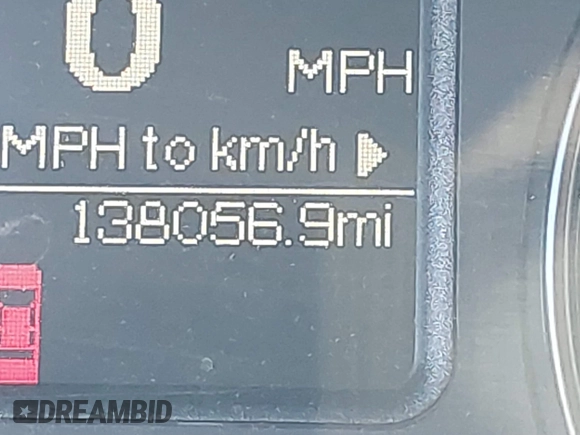 0
MPH
MPH to km/h
138056.9mi
DREAMBID